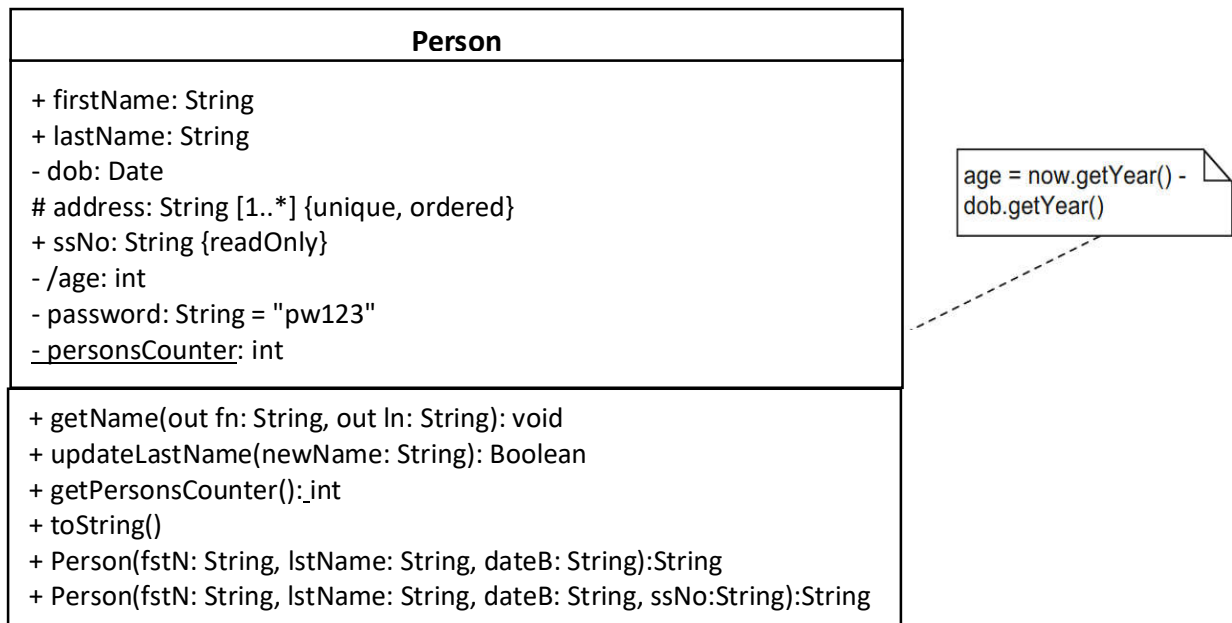 Person
+ firstName: String
+ lastName: String
- dob: Date
# address: String [1..*] {unique, ordered}
+ ssNo: String {readOnly}
- /age: int
- password: String = "pw123"
- personsCounter: int
age = now.getYear() -
dob.getYear()
+ getName(out fn: String, out ln: String): void
+ updateLastName(newName: String): Boolean
+ getPersonsCounter(): int
+ toString()
+ Person(fstN: String, lstName: String, dateB: String):String
+ Person(fstN: String, lstName: String, dateB: String, ssNo:String):String